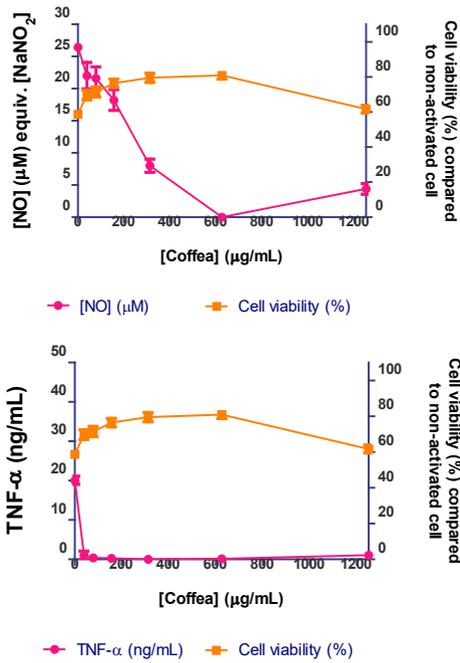 30
25
20
15
10
5
0
[NO] (μM) equiv. [NaNO2]
100
80
60
40
20
0
Cell viability (%) compared
to non-activated cell
0 200 400 600 800 1000 1200
[Coffea] (μg/mL)
[NO] (μM) Cell viability (%)
50
40
30
20
10
0
TNF-α (ng/mL)
100
80
60
40
20
0
Cell viability (%) compared
to non-activated cell
0 200 400 600 800 1000 1200
[Coffea] (μg/mL)
TNF-α (ng/mL) Cell viability (%)